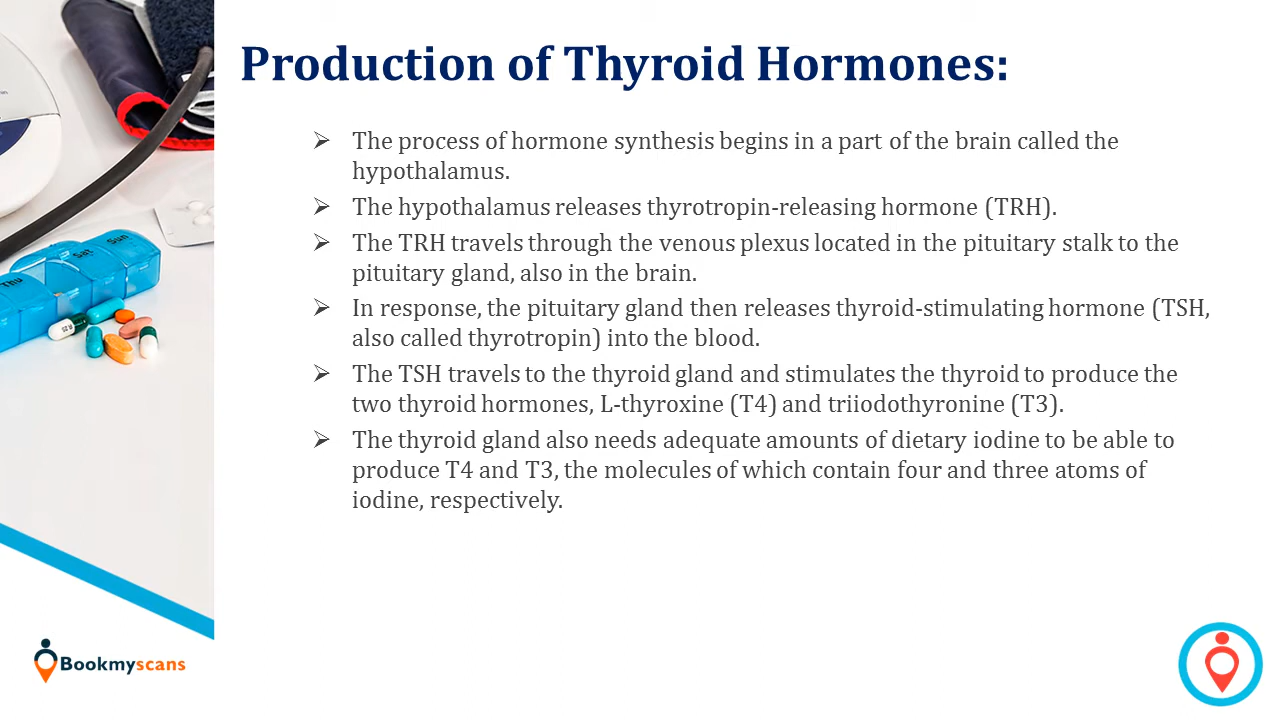 Production of Thyroid Hormones:
➢ The process of hormone synthesis begins in a part of the brain called the
hypothalamus.
➢ The hypothalamus releases thyrotropin-releasing hormone (TRH).
➢ The TRH travels through the venous plexus located in the pituitary stalk to the
pituitary gland, also in the brain.
➢ In response, the pituitary gland then releases thyroid-stimulating hormone (TSH,
also called thyrotropin) into the blood.
➢ The TSH travels to the thyroid gland and stimulates the thyroid to produce the
two thyroid hormones, L-thyroxine (T4) and triiodothyronine (T3).
➢ The thyroid gland also needs adequate amounts of dietary iodine to be able to
produce T4 and T3, the molecules of which contain four and three atoms of
iodine, respectively.
Thu
Sat
Sun
Bookmyscans